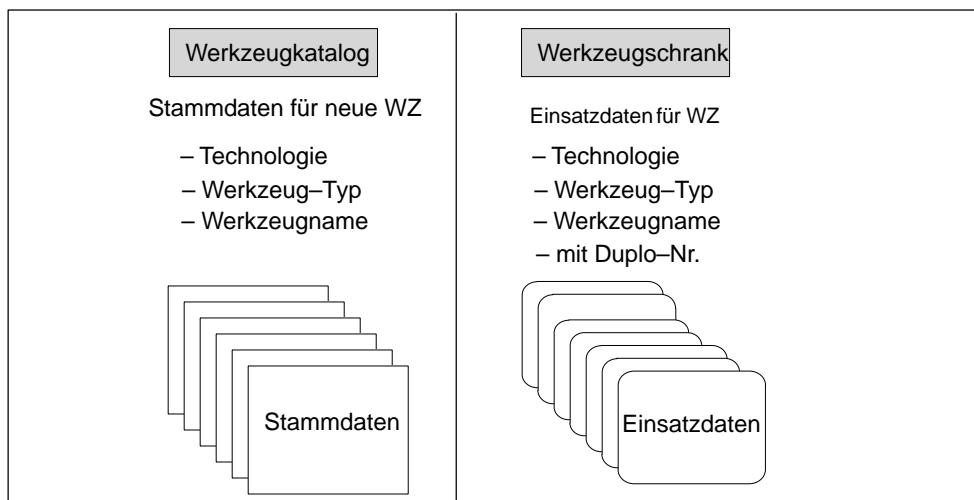 Werkzeugkatalog
Stammdaten für neue WZ
– Technologie
– Werkzeug–Typ
– Werkzeugname
Stammdaten
Werkzeugschrank
Einsatzdaten für WZ
– Technologie
– Werkzeug–Typ
– Werkzeugname
– mit Duplo–Nr.
Einsatzdaten